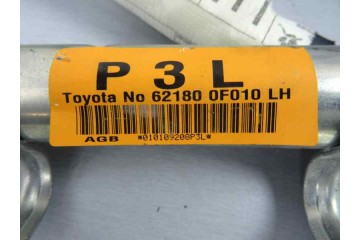 P 3 L
Toyota No 62180 0F010 LH
AGB *010109208P3L*